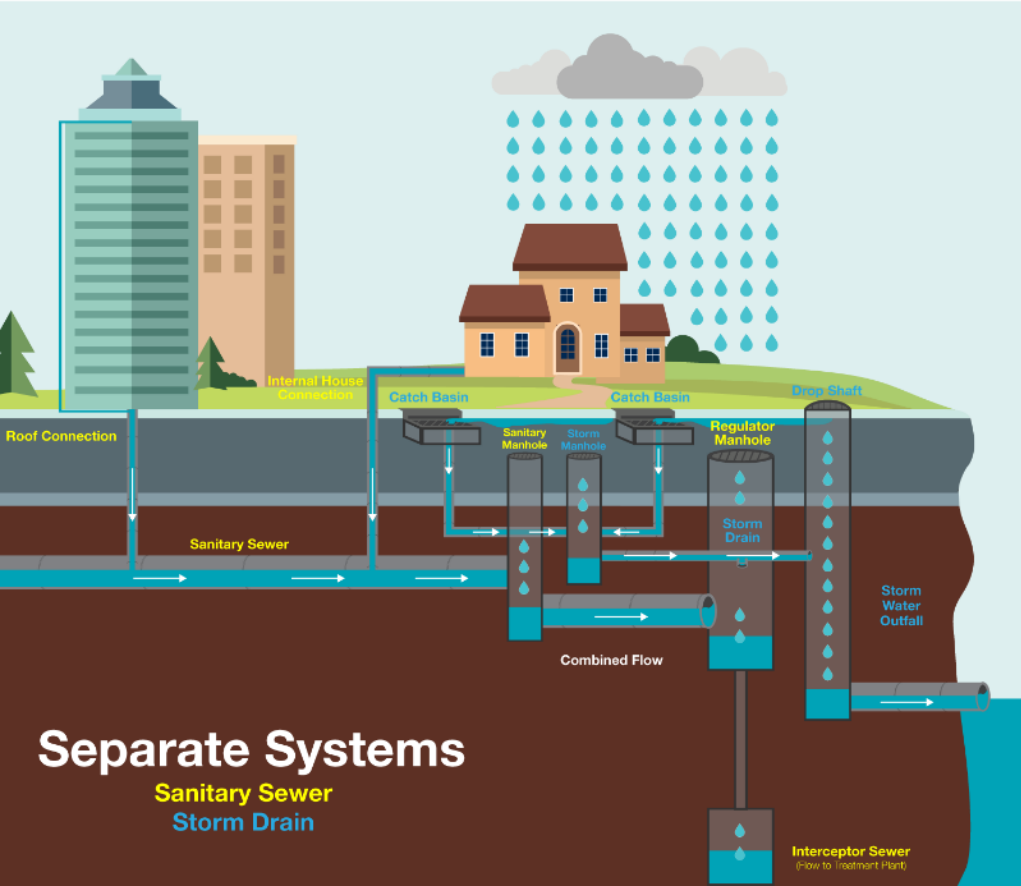 Internal House
Connection
Catch Basin
Catch Basin
Drop Shaft
Roof Connection
Sanitary
Manhole
Storm
Manhole
Regulator
Manhole
Storm
Drain
Sanitary Sewer
Storm
Water
Outfall
Combined Flow
Separate Systems
Sanitary Sewer
Storm Drain
Interceptor Sewer
(Flow to Treatment Plant)